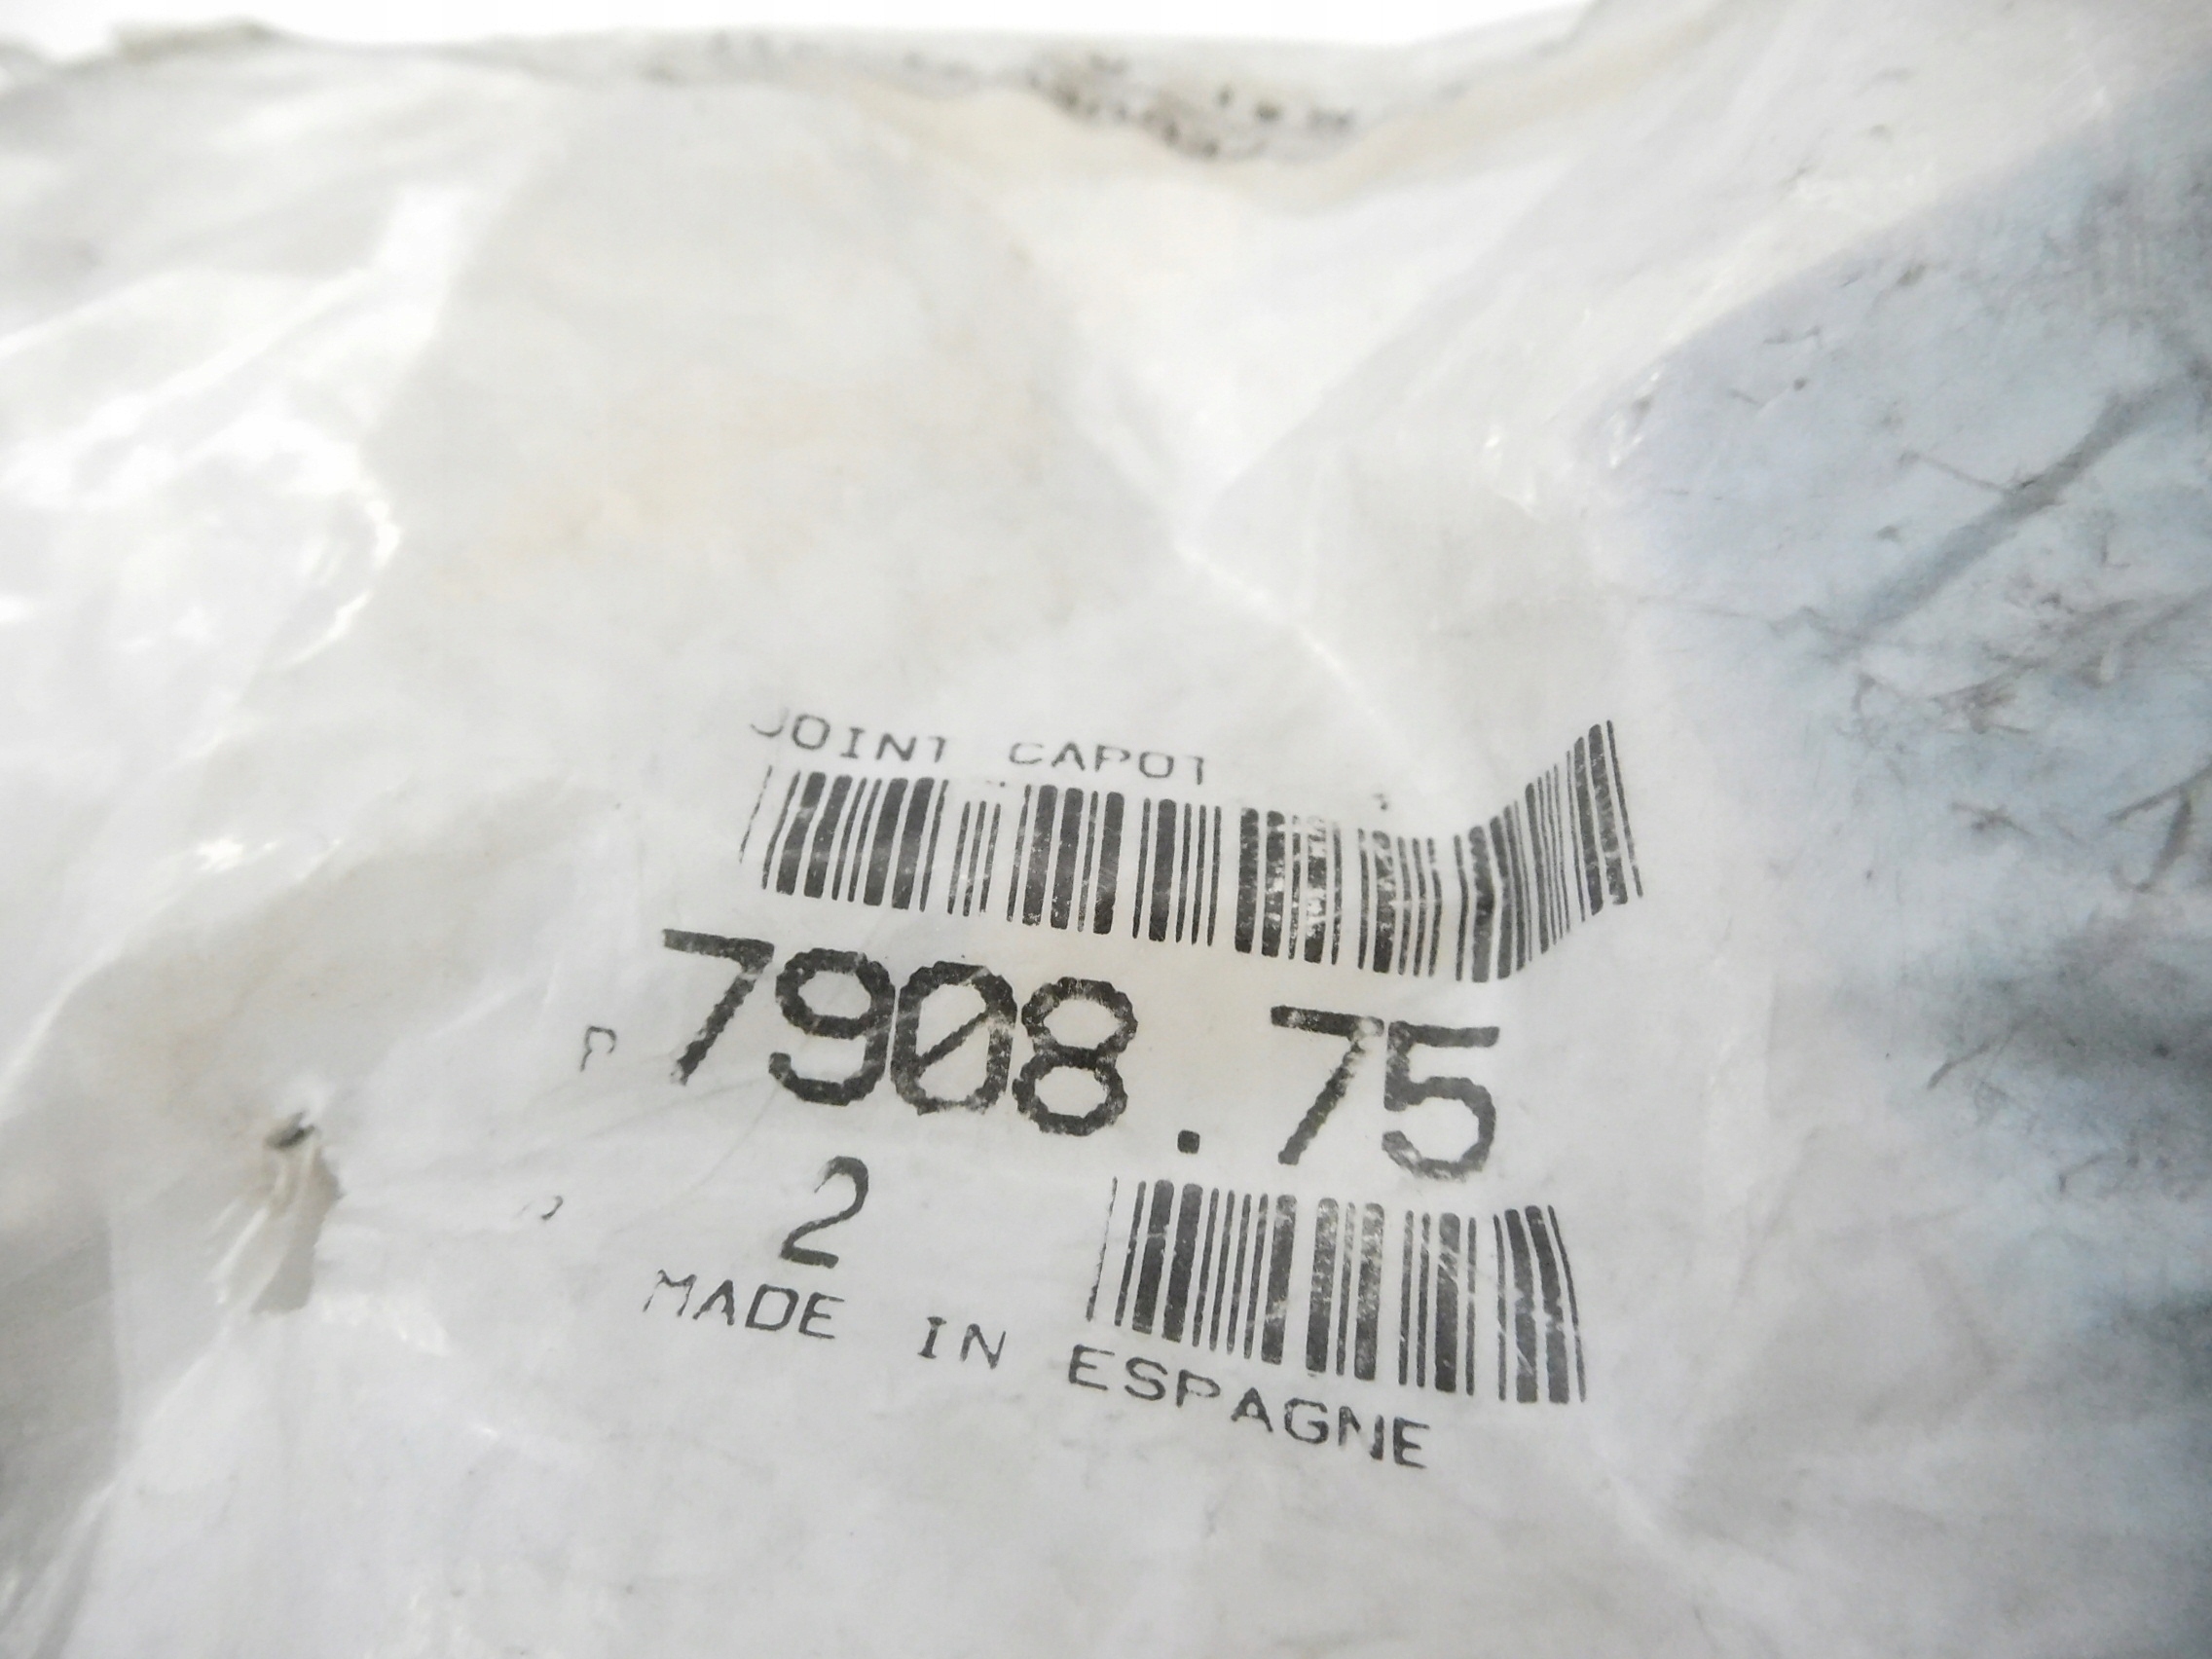 JOINT CAPOT
P 7908.75
2
MADE IN ESPAGNE